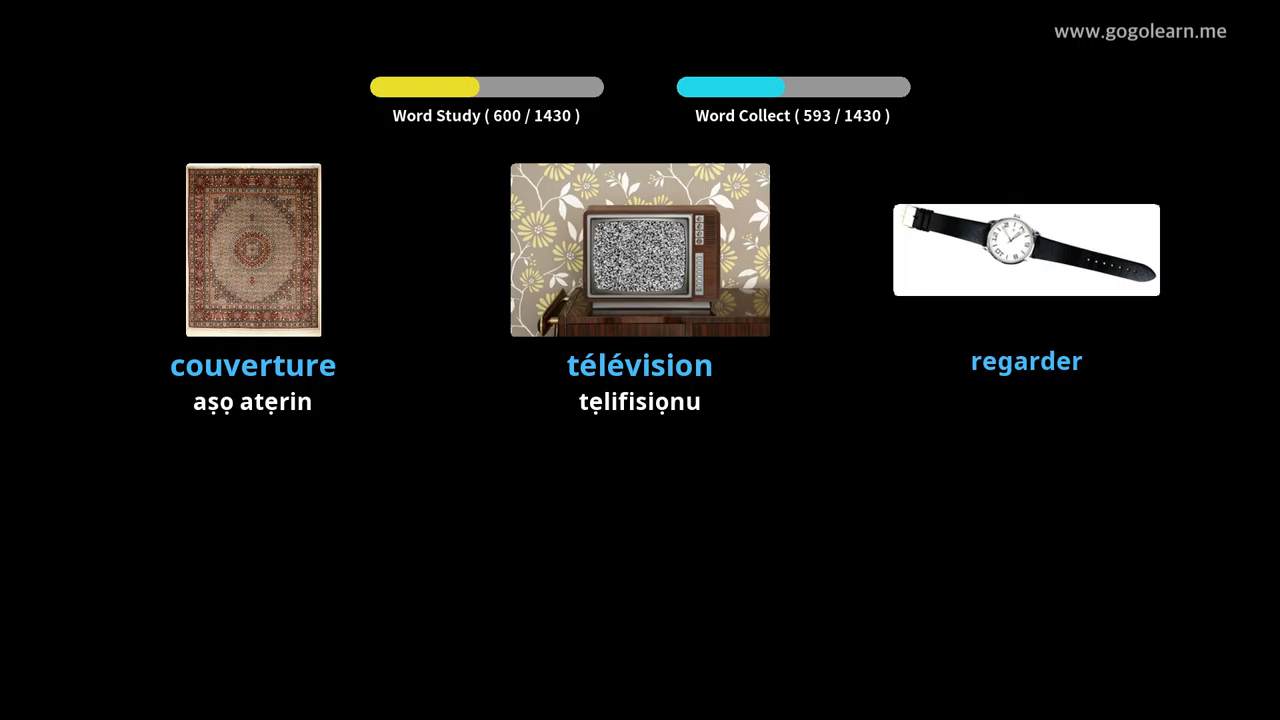 www.gogolearn.me
Word Study ( 600 / 1430 )
Word Collect ( 593 / 1430 )
couverture
télévision
regarder
aṣọ atẹrin
tẹlifisiọnu